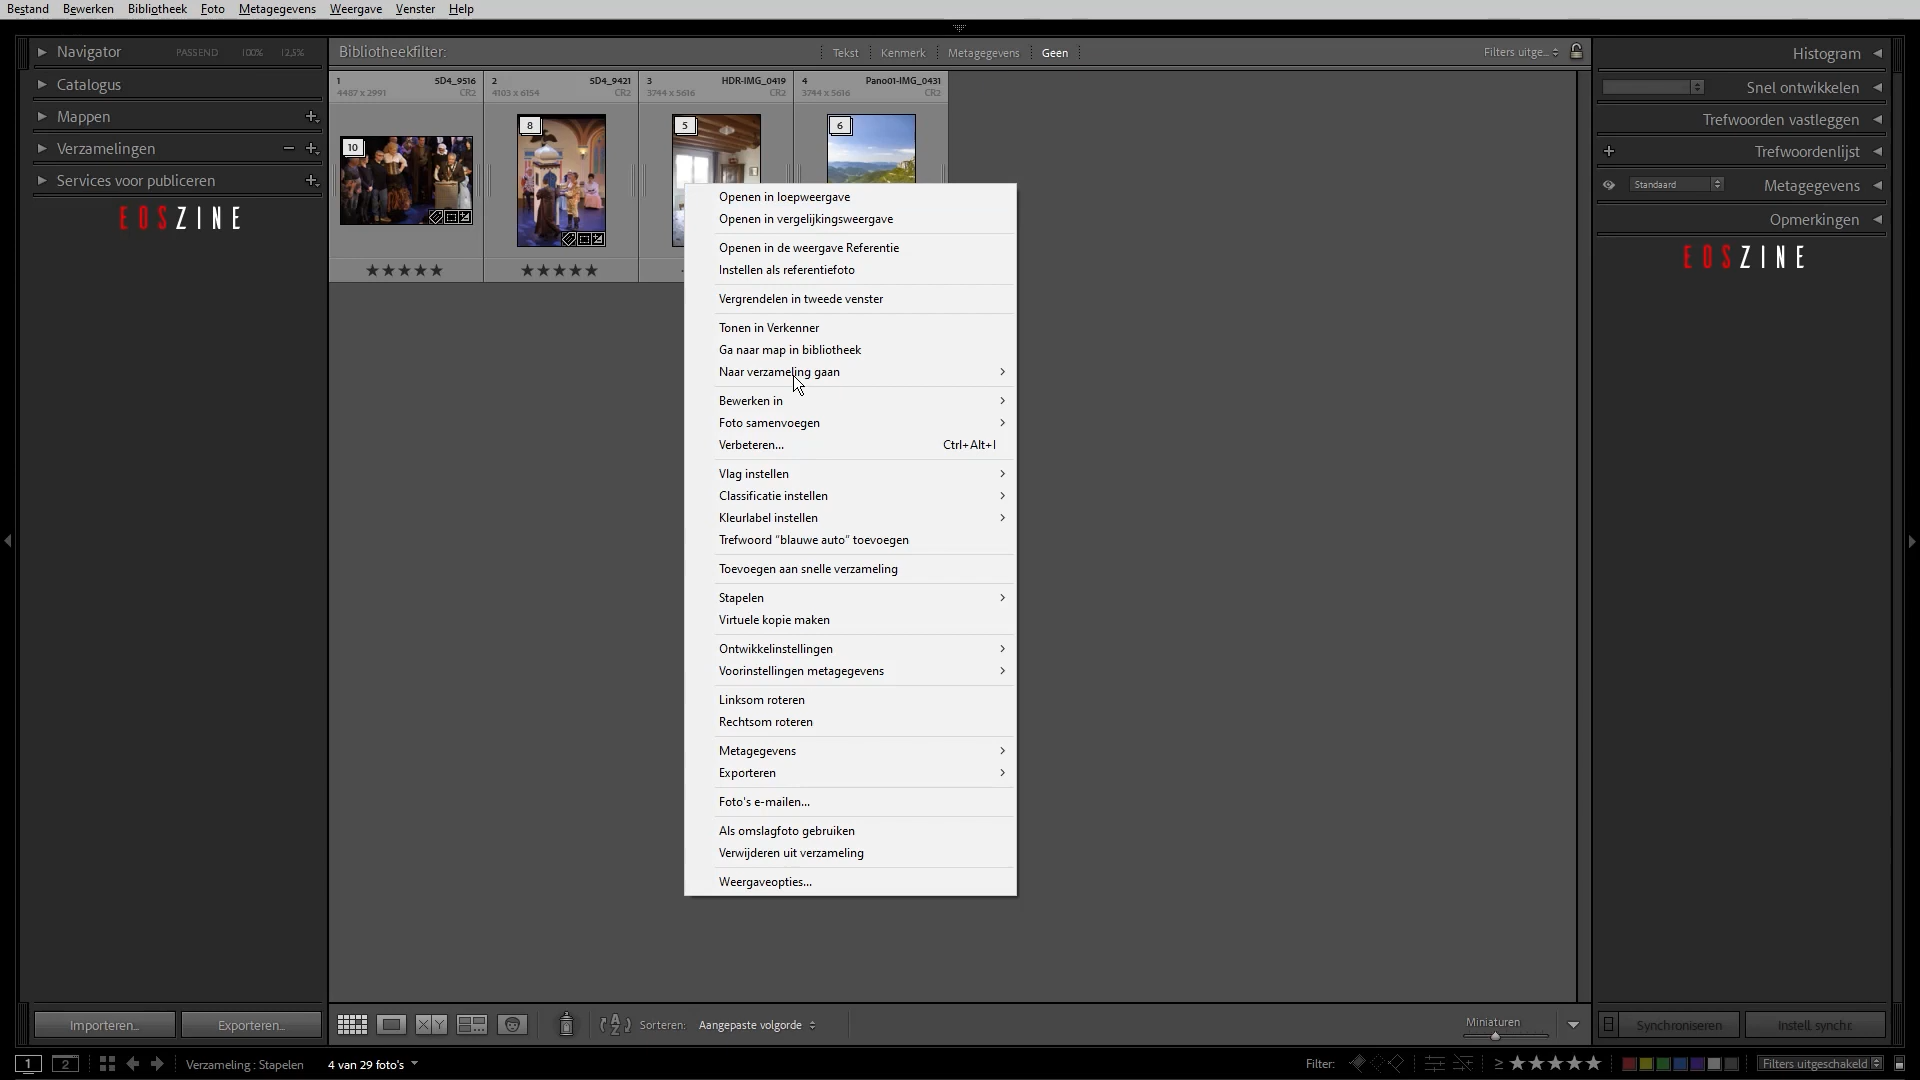 Bestand Bewerken Bibliotheek Foto Metagegevens Weergave Venster Help
Navigator PASSEND 100% 12,5%
Catalogus
Mappen
Verzamelingen
Services voor publiceren
EOSZINE
Bibliotheekfilter: Tekst Kenmerk Metagegevens Geen Filters uitge...
1 5D4_9516 2 5D4_9421 3 HDR-IMG_0419 4 Pano01-IMG_0431
4487 x 2991 CR2 4103 x 6154 CR2 3744 x 5616 CR2 3744 x 5616 CR2
10 8 5 6
Openen in loepweergave
Openen in vergelijkingsweergave
Openen in de weergave Referentie
Instellen als referentiefoto
Vergrendelen in tweede venster
Tonen in Verkenner
Ga naar map in bibliotheek
Naar verzameling gaan
Bewerken in
Foto samenvoegen
Verbeteren... Ctrl+Alt+I
Vlag instellen
Classificatie instellen
Kleurlabel instellen
Trefwoord “blauwe auto” toevoegen
Toevoegen aan snelle verzameling
Stapelen
Virtuele kopie maken
Ontwikkelinstellingen
Voorinstellingen metagegevens
Linksom roteren
Rechtsom roteren
Metagegevens
Exporteren
Foto's e-mailen...
Als omslagfoto gebruiken
Verwijderen uit verzameling
Weergaveopties...
Histogram
Snel ontwikkelen
Trefwoorden vastleggen
Trefwoordenlijst
Standaard Metagegevens
Opmerkingen
EOSZINE
Importeren... Exporteren... XY Sorteren: Aangepaste volgorde Miniaturen Synchroniseren Instell synchr.
1 2 Verzameling : Stapelen 4 van 29 foto's Filter: ≥ Filters uitgeschakeld